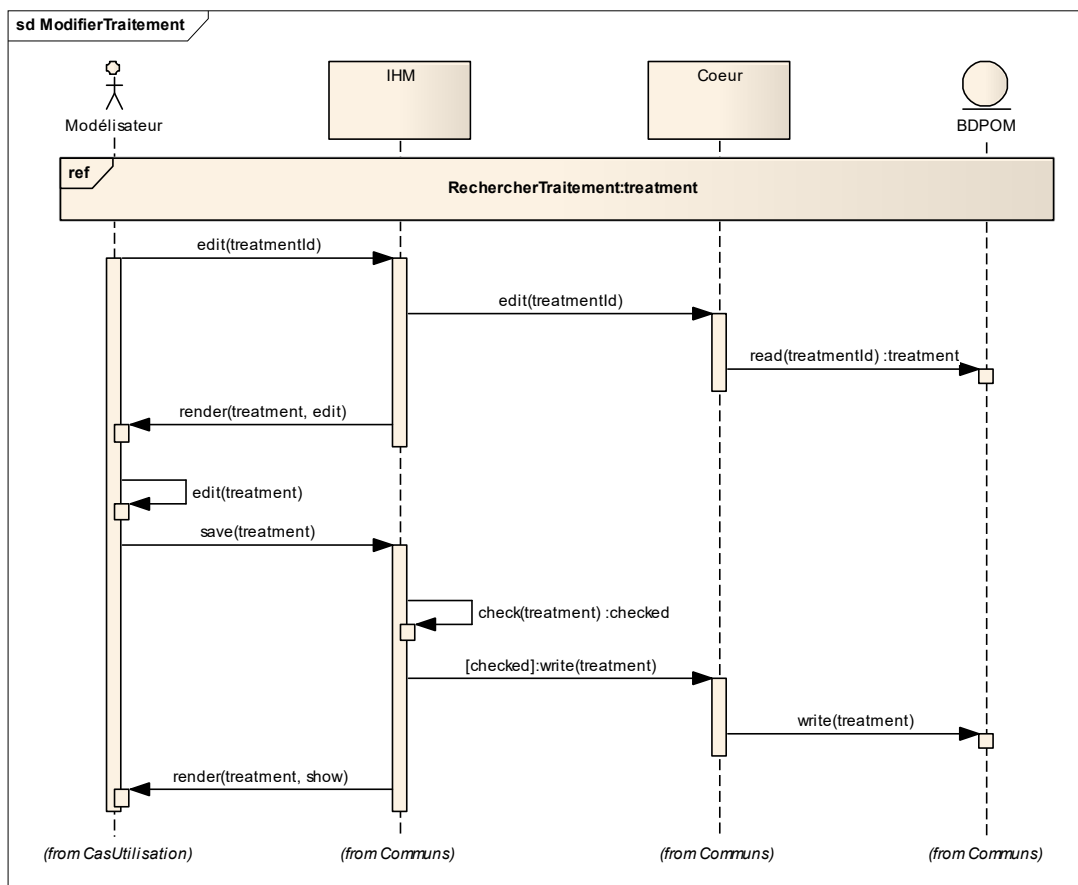 sd ModifierTraitement
IHM
Coeur
Modélisateur
BDPOM
ref
RechercherTraitement:treatment
edit(treatmentId)
edit(treatmentId)
read(treatmentId) :treatment
render(treatment, edit)
edit(treatment)
save(treatment)
check(treatment) :checked
[checked]:write(treatment)
write(treatment)
render(treatment, show)
(from CasUtilisation)
(from Communs)
(from Communs)
(from Communs)